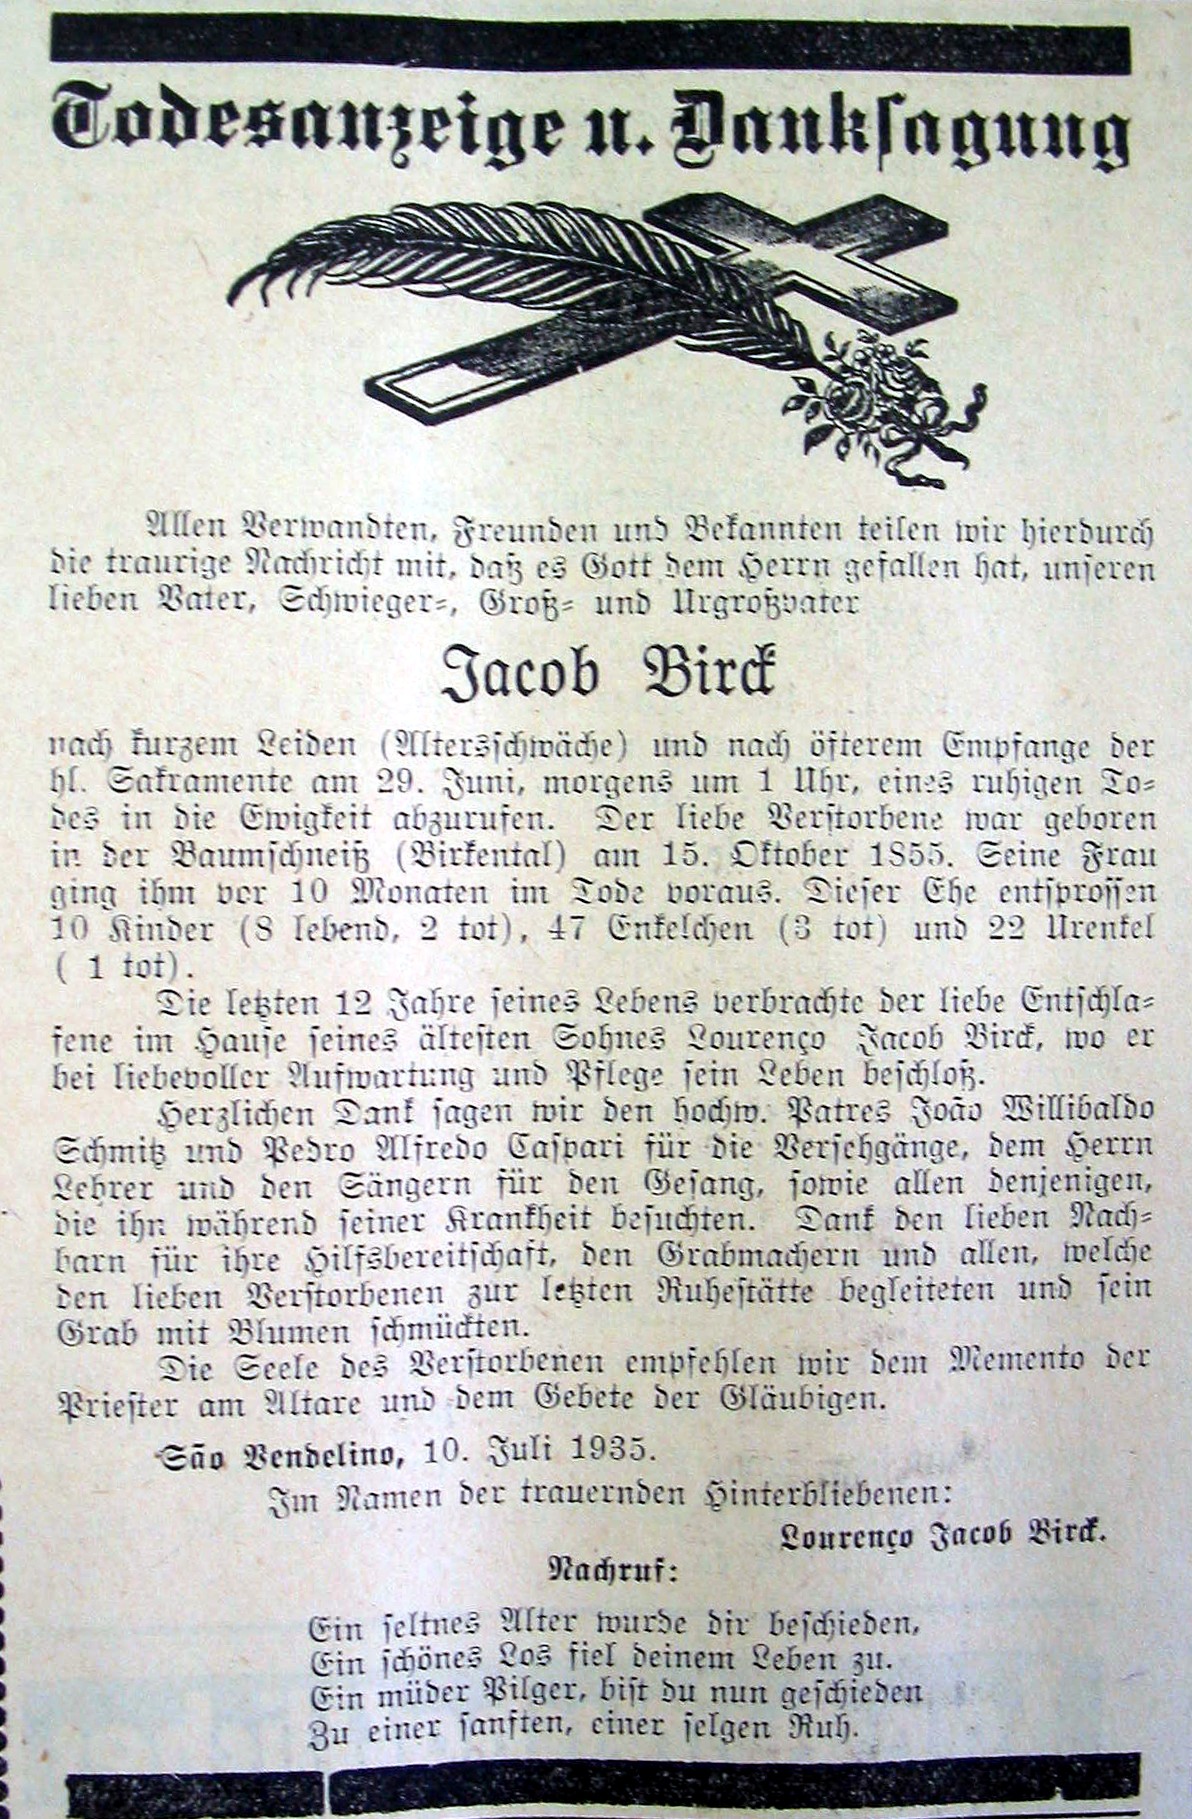 Todesanzeige u. Dankſagung
Allen Verwandten, Freunden und Bekannten teilen wir hierdurch
die traurige Nachricht mit, daß es Gott dem Herrn gefallen hat, unſeren
lieben Vater, Schwieger-, Groß- und Urgroßvater
Jacob Birck
nach kurzem Leiden (Altersſchwäche) und nach öfterem Empfange der
hl. Sakramente am 29. Juni, morgens um 1 Uhr, eines ruhigen To-
des in die Ewigkeit abzurufen. Der liebe Verſtorbene war geboren
in der Baumſchneiß (Birkental) am 15. Oktober 1855. Seine Frau
ging ihm vor 10 Monaten im Tode voraus. Dieſer Ehe entſproſſen
10 Kinder (8 lebend, 2 tot), 47 Enkelchen (3 tot) und 22 Urenkel
( 1 tot).
Die letzten 12 Jahre ſeines Lebens verbrachte der liebe Entſchla-
fene im Hauſe ſeines älteſten Sohnes Lourenço Jacob Birck, wo er
bei liebevoller Aufwartung und Pflege ſein Leben beſchloß.
Herzlichen Dank ſagen wir den hochw. Patres João Willibaldo
Schmitz und Pedro Alfredo Caſpari für die Verſehgänge, dem Herrn
Lehrer und den Sängern für den Geſang, ſowie allen denjenigen,
die ihn während ſeiner Krankheit beſuchten. Dank den lieben Nach-
barn für ihre Hilfsbereitſchaft, den Grabmachern und allen, welche
den lieben Verſtorbenen zur letzten Ruheſtätte begleiteten und ſein
Grab mit Blumen ſchmückten.
Die Seele des Verſtorbenen empfehlen wir dem Memento der
Prieſter am Altare und dem Gebete der Gläubigen.
São Vendelino, 10. Juli 1935.
Im Namen der trauernden Hinterbliebenen:
Lourenço Jacob Birck.
Nachruf:
Ein ſeltnes Alter wurde dir beſchieden,
Ein ſchönes Los fiel deinem Leben zu.
Ein müder Pilger, biſt du nun geſchieden
Zu einer ſanften, einer ſelgen Ruh.